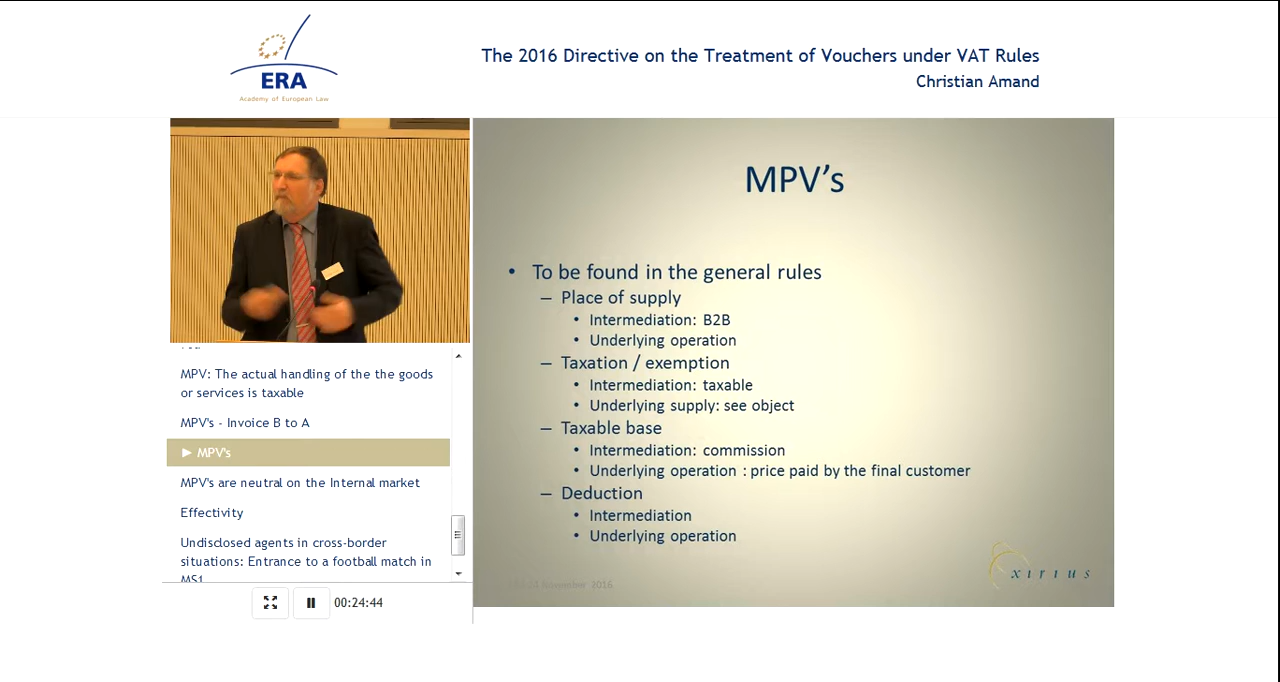 ERA
Academy of European Law
The 2016 Directive on the Treatment of Vouchers under VAT Rules
Christian Amand
MPV: The actual handling of the the goods
or services is taxable
MPV's - Invoice B to A
► MPV's
MPV's are neutral on the Internal market
Effectivity
Undisclosed agents in cross-border
situations: Entrance to a football match in
MS1
00:24:44
MPV’s
• To be found in the general rules
– Place of supply
• Intermediation: B2B
• Underlying operation
– Taxation / exemption
• Intermediation: taxable
• Underlying supply: see object
– Taxable base
• Intermediation: commission
• Underlying operation : price paid by the final customer
– Deduction
• Intermediation
• Underlying operation
November 2016
xirius